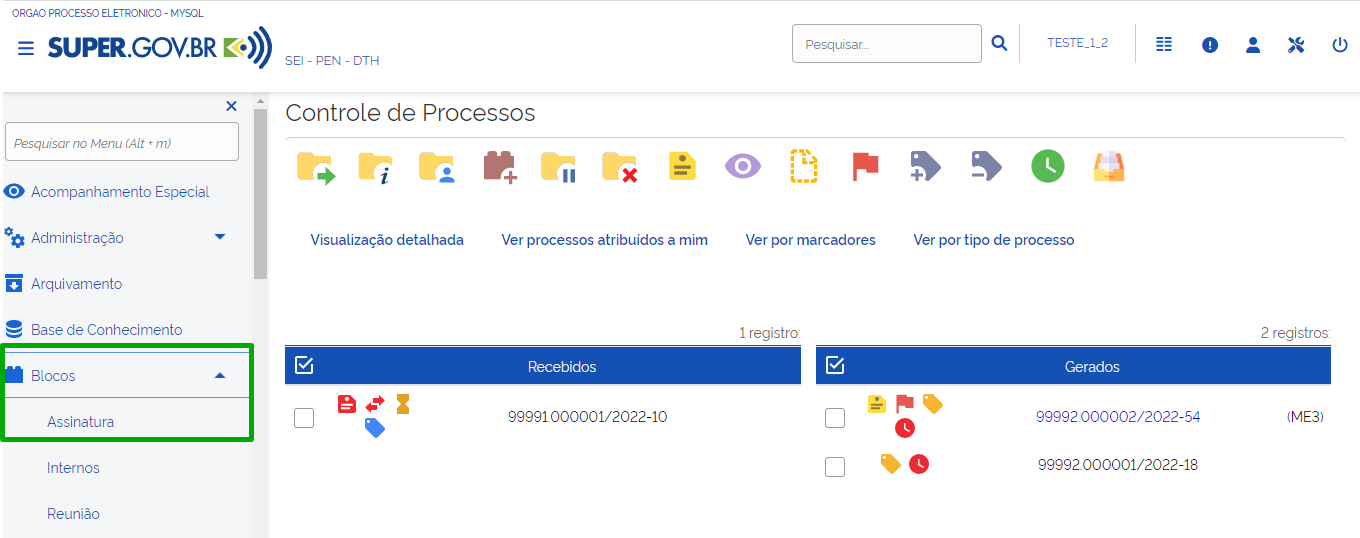 ORGAO PROCESSO ELETRONICO - MYSQL
SUPER.GOV.BR
SEI - PEN - DTH
Pesquisar...
TESTE_1_2
Pesquisar no Menu (Alt + m)
Acompanhamento Especial
Administração
Arquivamento
Base de Conhecimento
Blocos
Assinatura
Internos
Reunião
Controle de Processos
Visualização detalhada
Ver processos atribuídos a mim
Ver por marcadores
Ver por tipo de processo
1 registro:
Recebidos
99991.000001/2022-10
2 registros:
Gerados
99992.000002/2022-54 (ME3)
99992.000001/2022-18